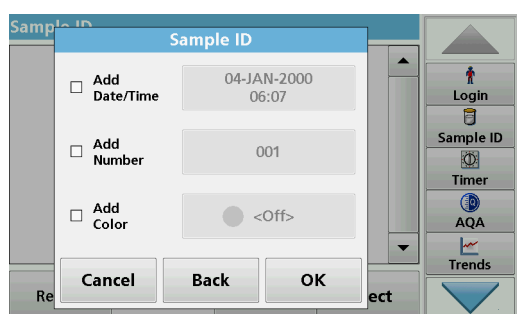 Sample ID
Sample ID
Add
Date/Time
04-JAN-2000
06:07
Add
Number
001
Add
Color
<Off>
Cancel
Back
OK
Login
Sample ID
Timer
AQA
Trends